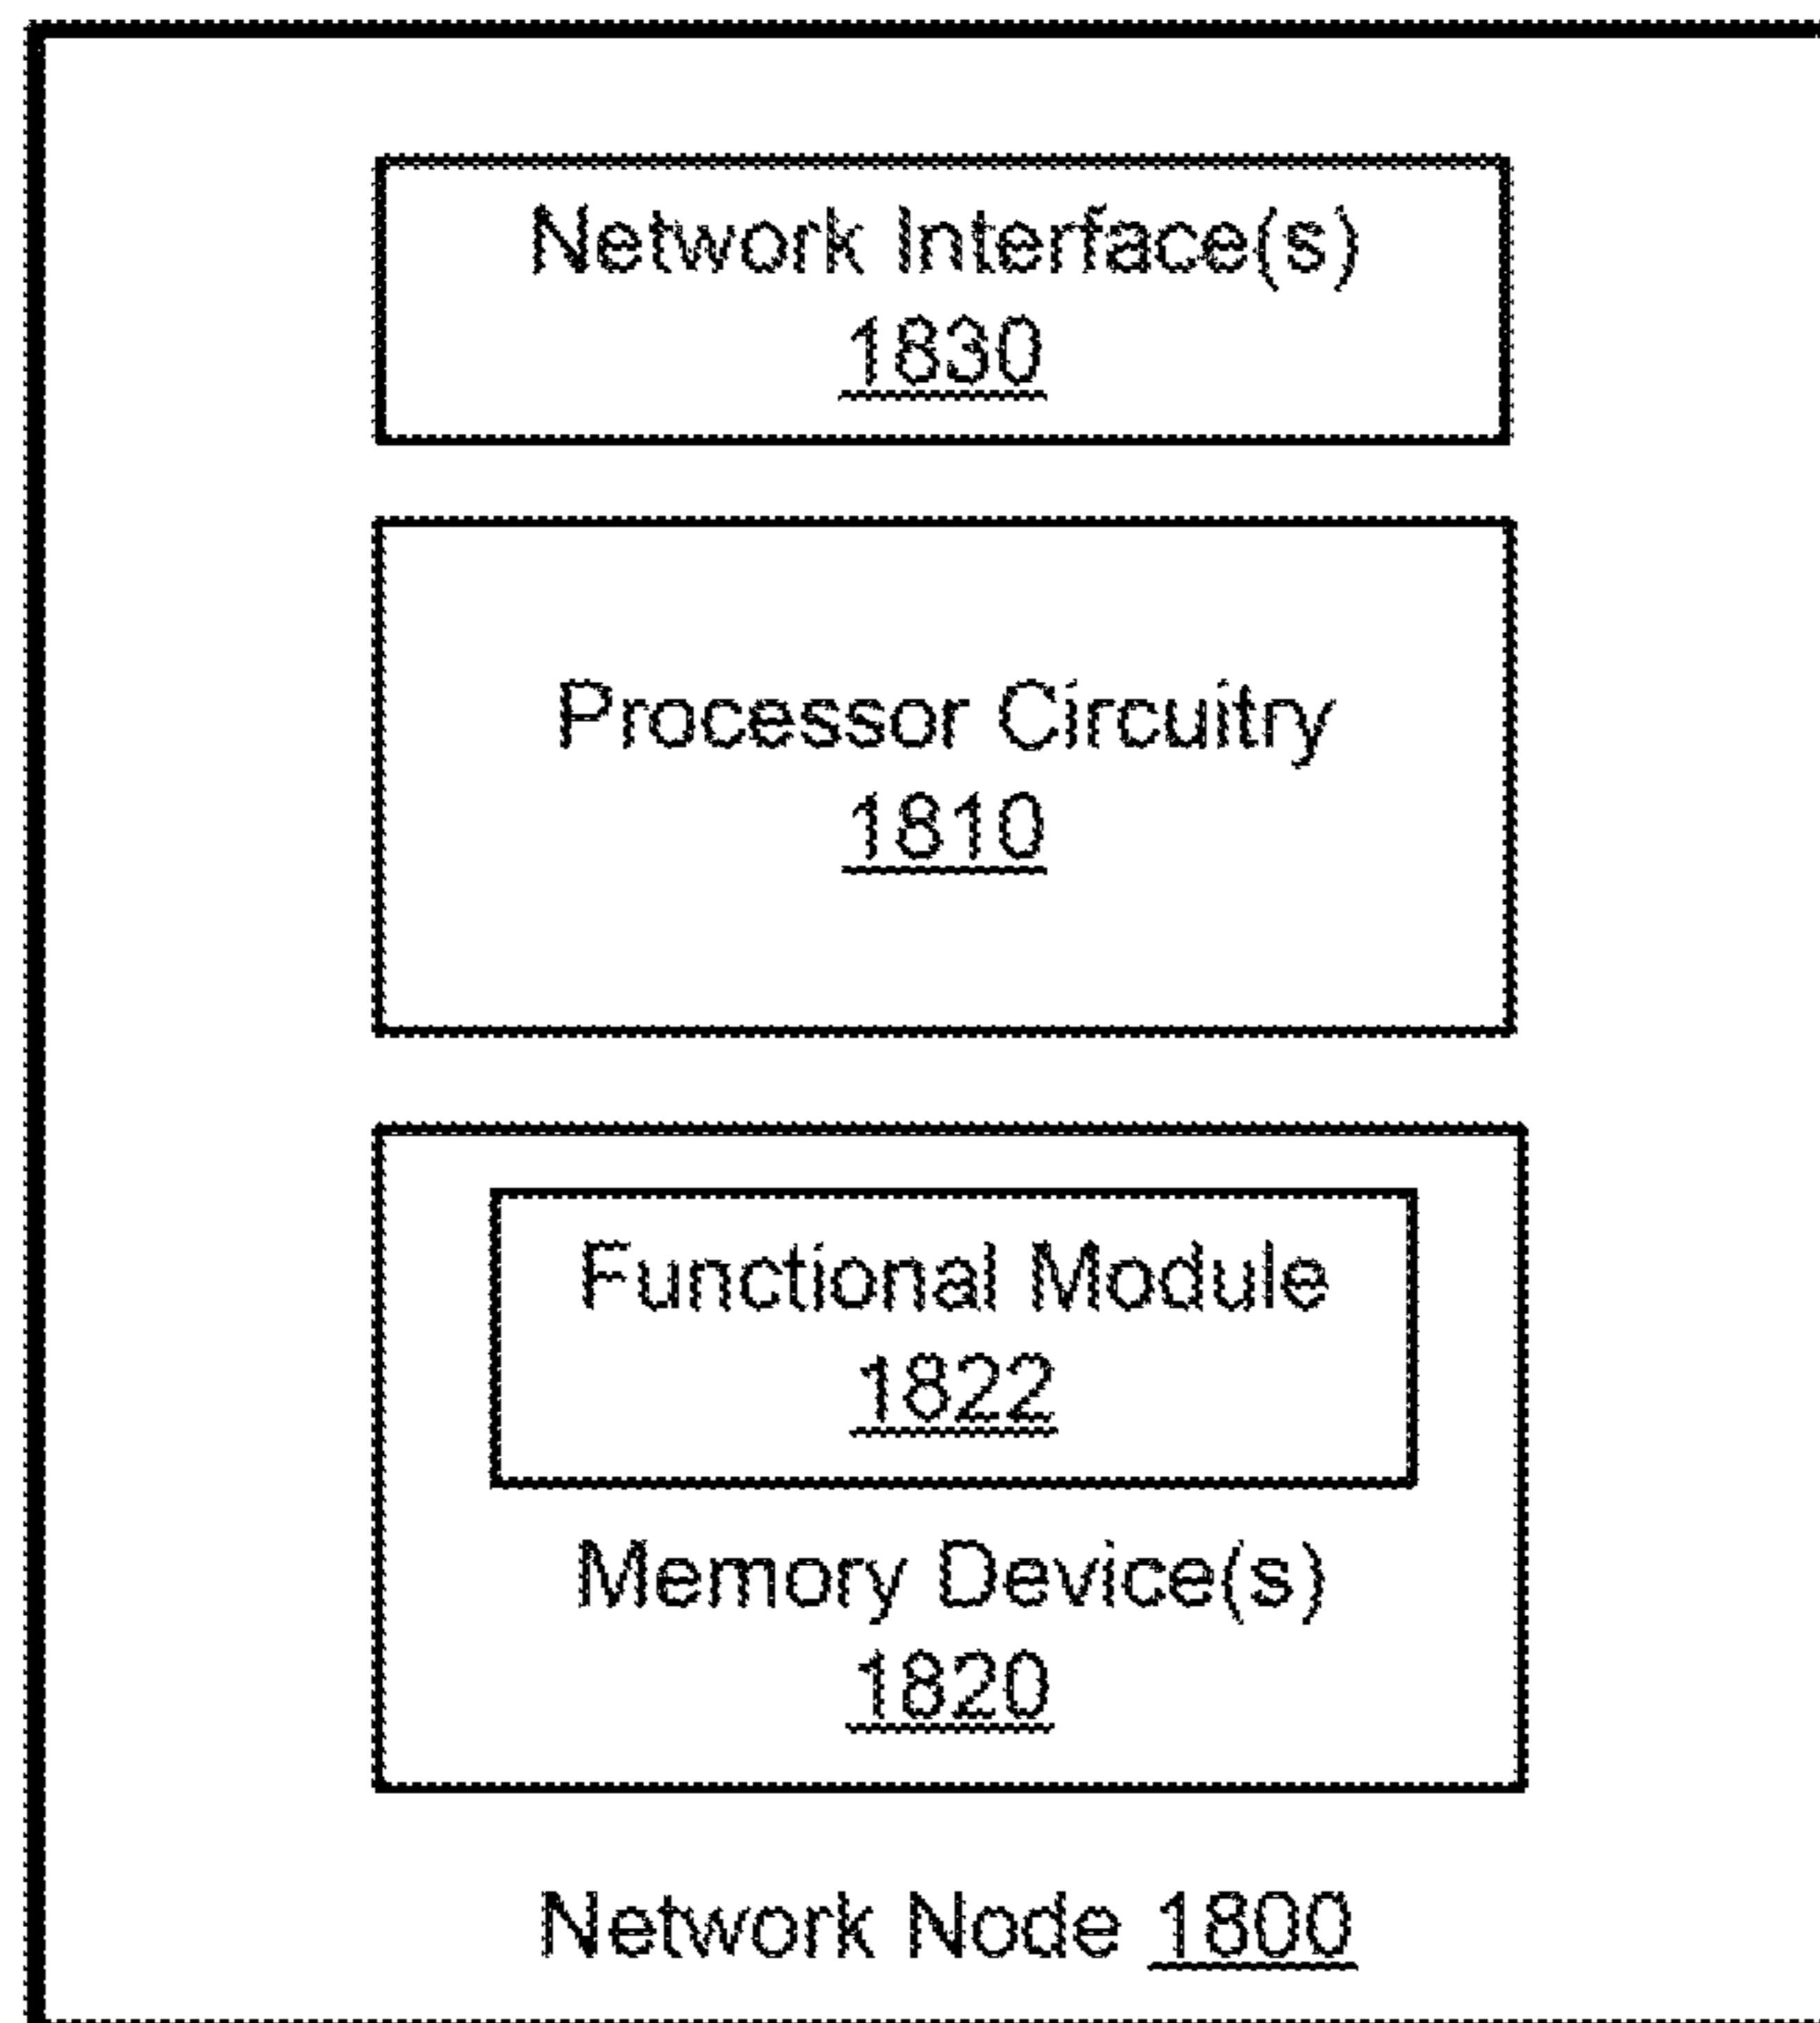 Network Interface(s)
1830
Processor Circuitry
1810
Functional Module
1822
Memory Device(s)
1820
Network Node 1800